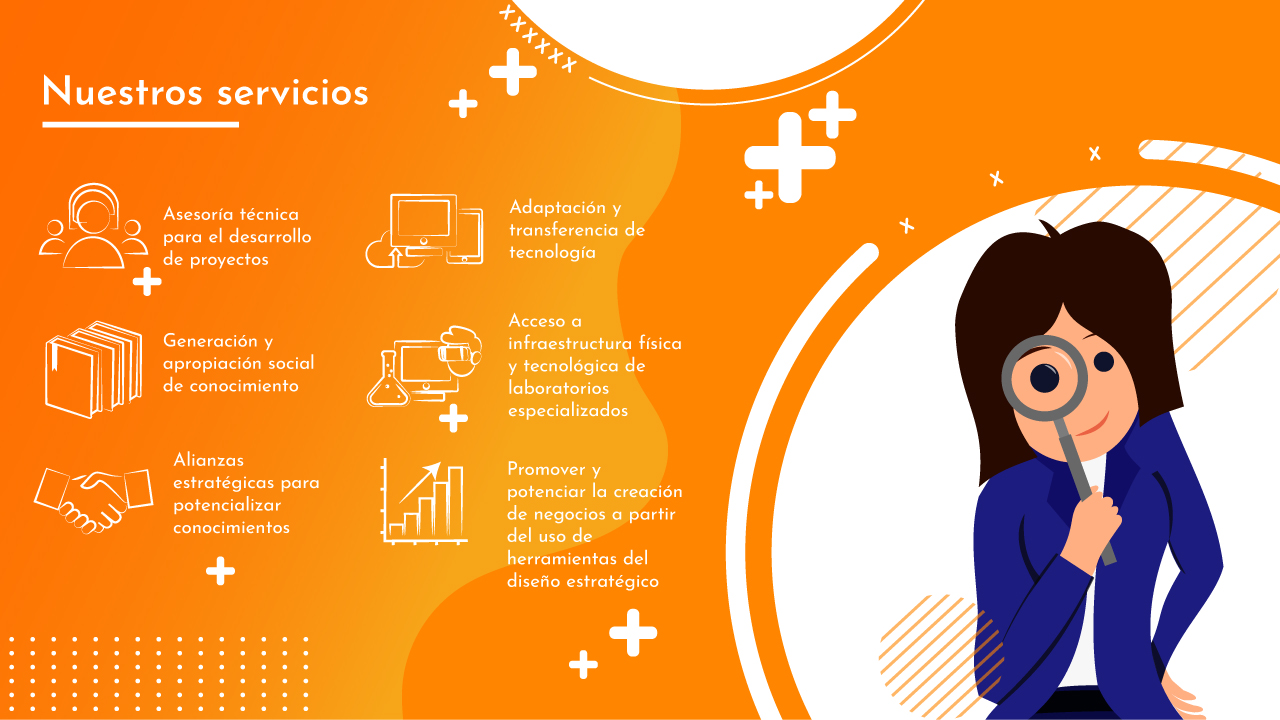 Nuestros servicios
Asesoría técnica
para el desarrollo
de proyectos
Adaptación y
transferencia de
tecnología
Generación y
apropiación social
de conocimiento
Acceso a
infraestructura física
y tecnológica de
laboratorios
especializados
Alianzas
estratégicas para
potencializar
conocimientos
Promover y
potenciar la creación
de negocios a partir
del uso de
herramientas del
diseño estratégico